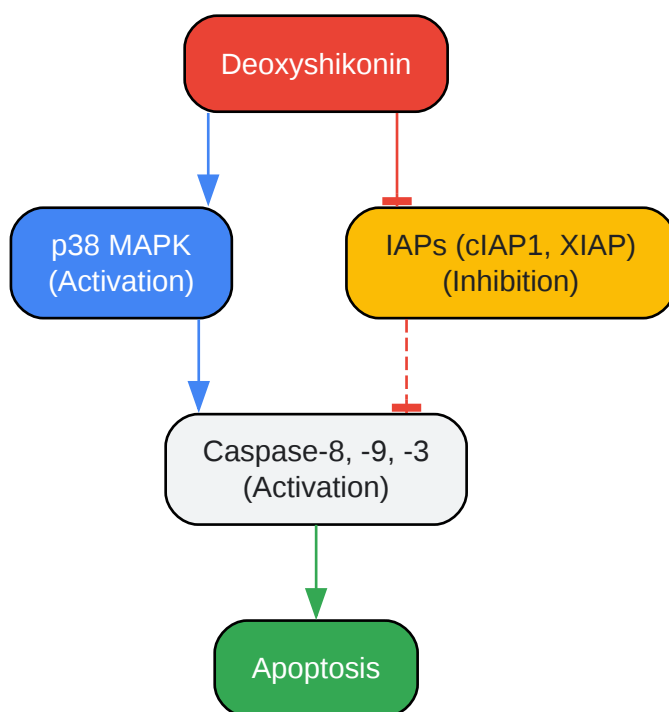 Deoxyshikonin
p38 MAPK
(Activation)
IAPs (cIAP1, XIAP)
(Inhibition)
Caspase-8, -9, -3
(Activation)
Apoptosis